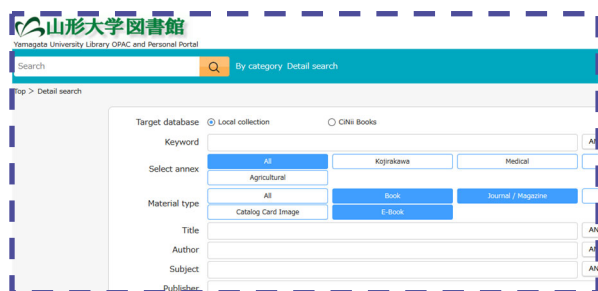 山形大学図書館
Yamagata University Library OPAC and Personal Portal
Search By category Detail search
Top > Detail search
Target database Local collection CiNii Books
Keyword
Select annex All Kojirakawa Medical
Agricultural
Material type All Book Journal / Magazine
Catalog Card Image E-Book
Title
Author
Subject
Publisher